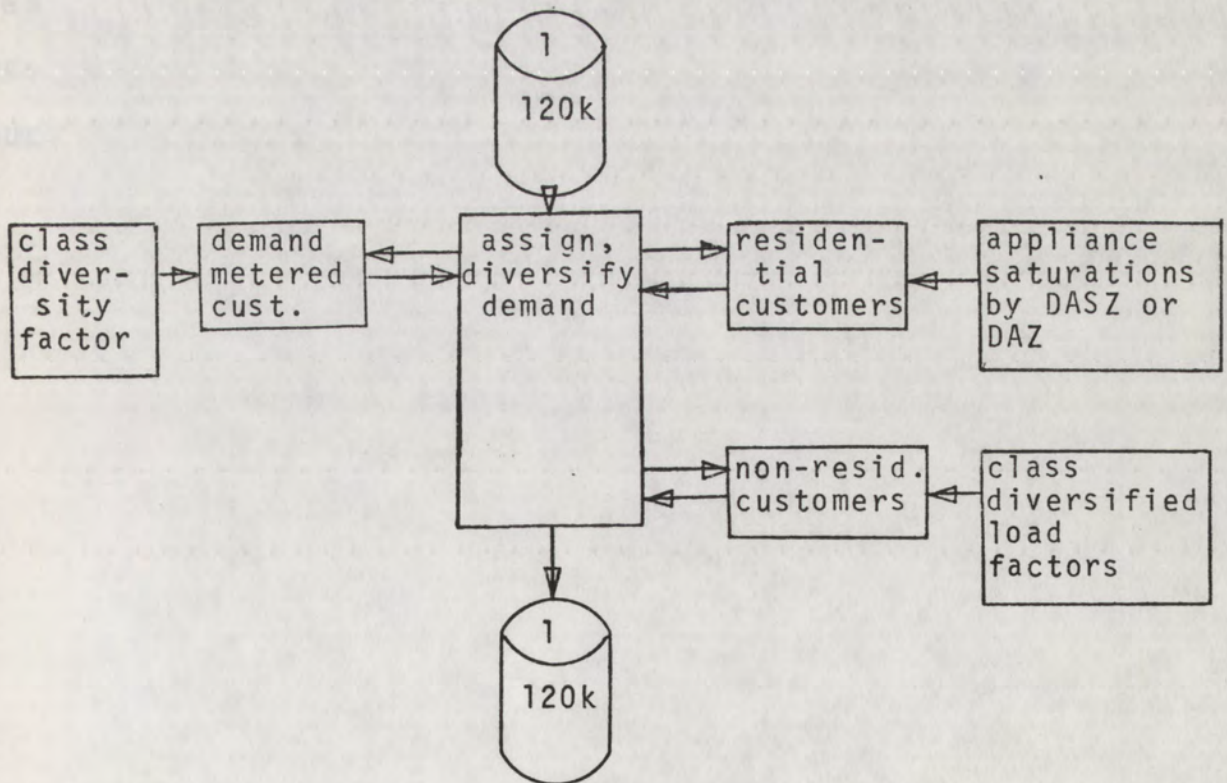 1
120k
class
diver-
sity
factor
demand
metered
cust.
assign,
diversify
demand
residen-
tial
customers
appliance
saturations
by DASZ or
DAZ
non-resid.
customers
class
diversified
load
factors
1
120k